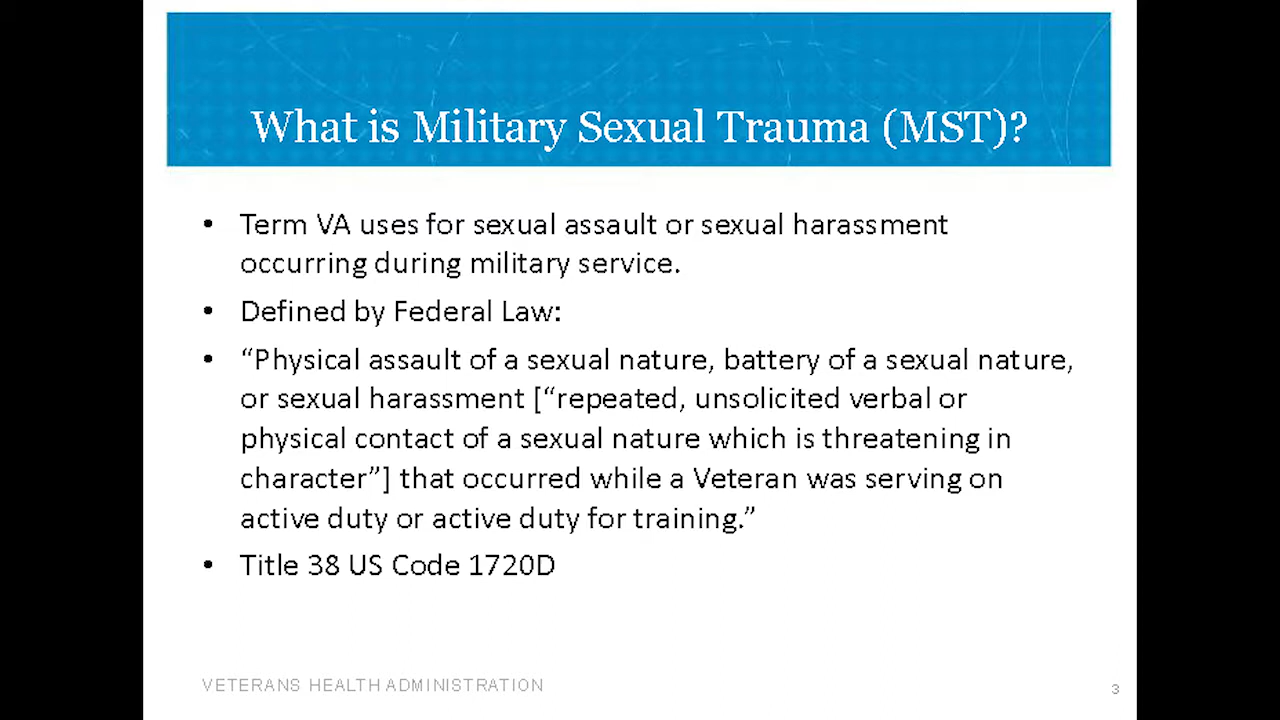 What is Military Sexual Trauma (MST)?
• Term VA uses for sexual assault or sexual harassment
occurring during military service.
• Defined by Federal Law:
• “Physical assault of a sexual nature, battery of a sexual nature,
or sexual harassment [“repeated, unsolicited verbal or
physical contact of a sexual nature which is threatening in
character”] that occurred while a Veteran was serving on
active duty or active duty for training.”
• Title 38 US Code 1720D
VETERANS HEALTH ADMINISTRATION
3